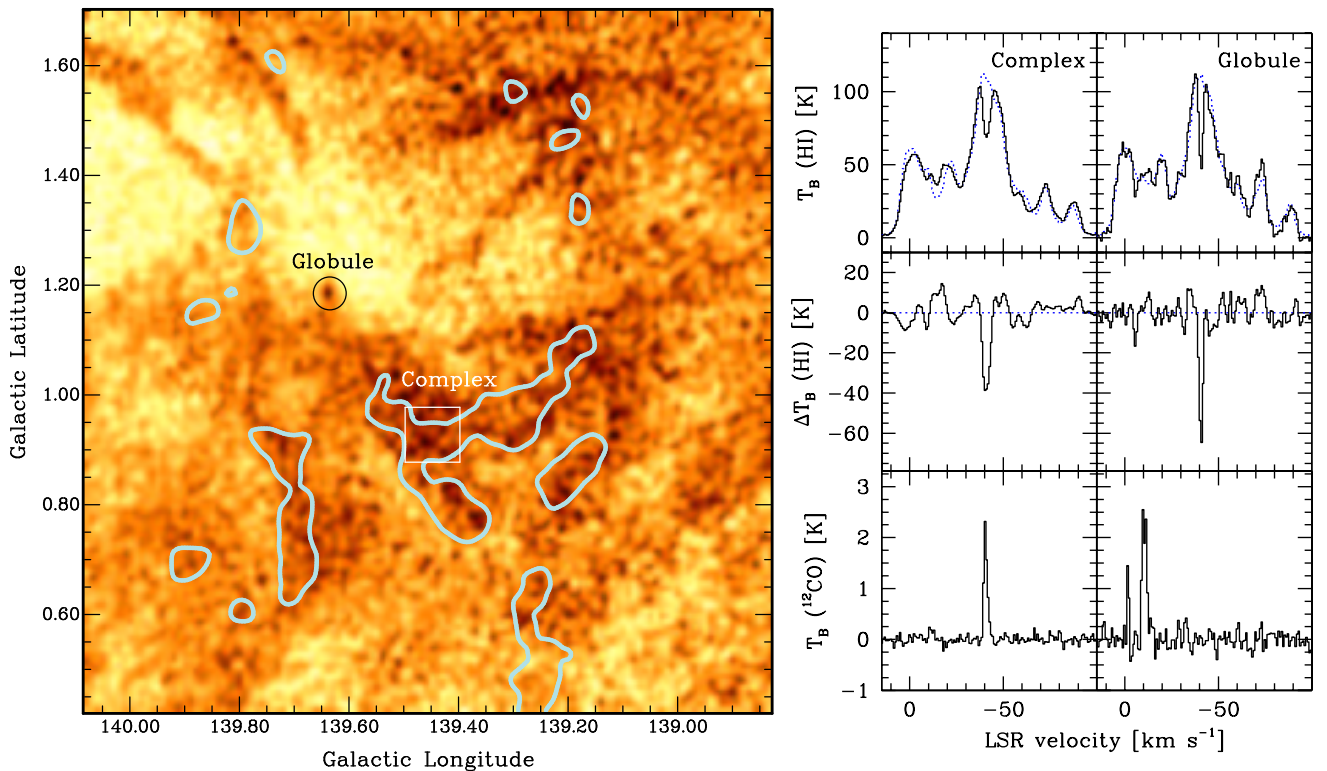 Galactic Latitude
1.60
1.40
1.20
1.00
0.80
0.60
Globule
Complex
140.00 139.80 139.60 139.40 139.20 139.00
Galactic Longitude
T_B (HI) [K]
100
50
0
Complex
Globule
ΔT_B (HI) [K]
20
0
−20
−40
−60
T_B (¹²CO) [K]
3
2
1
0
−1
0 −50 0 −50
LSR velocity [km s⁻¹]